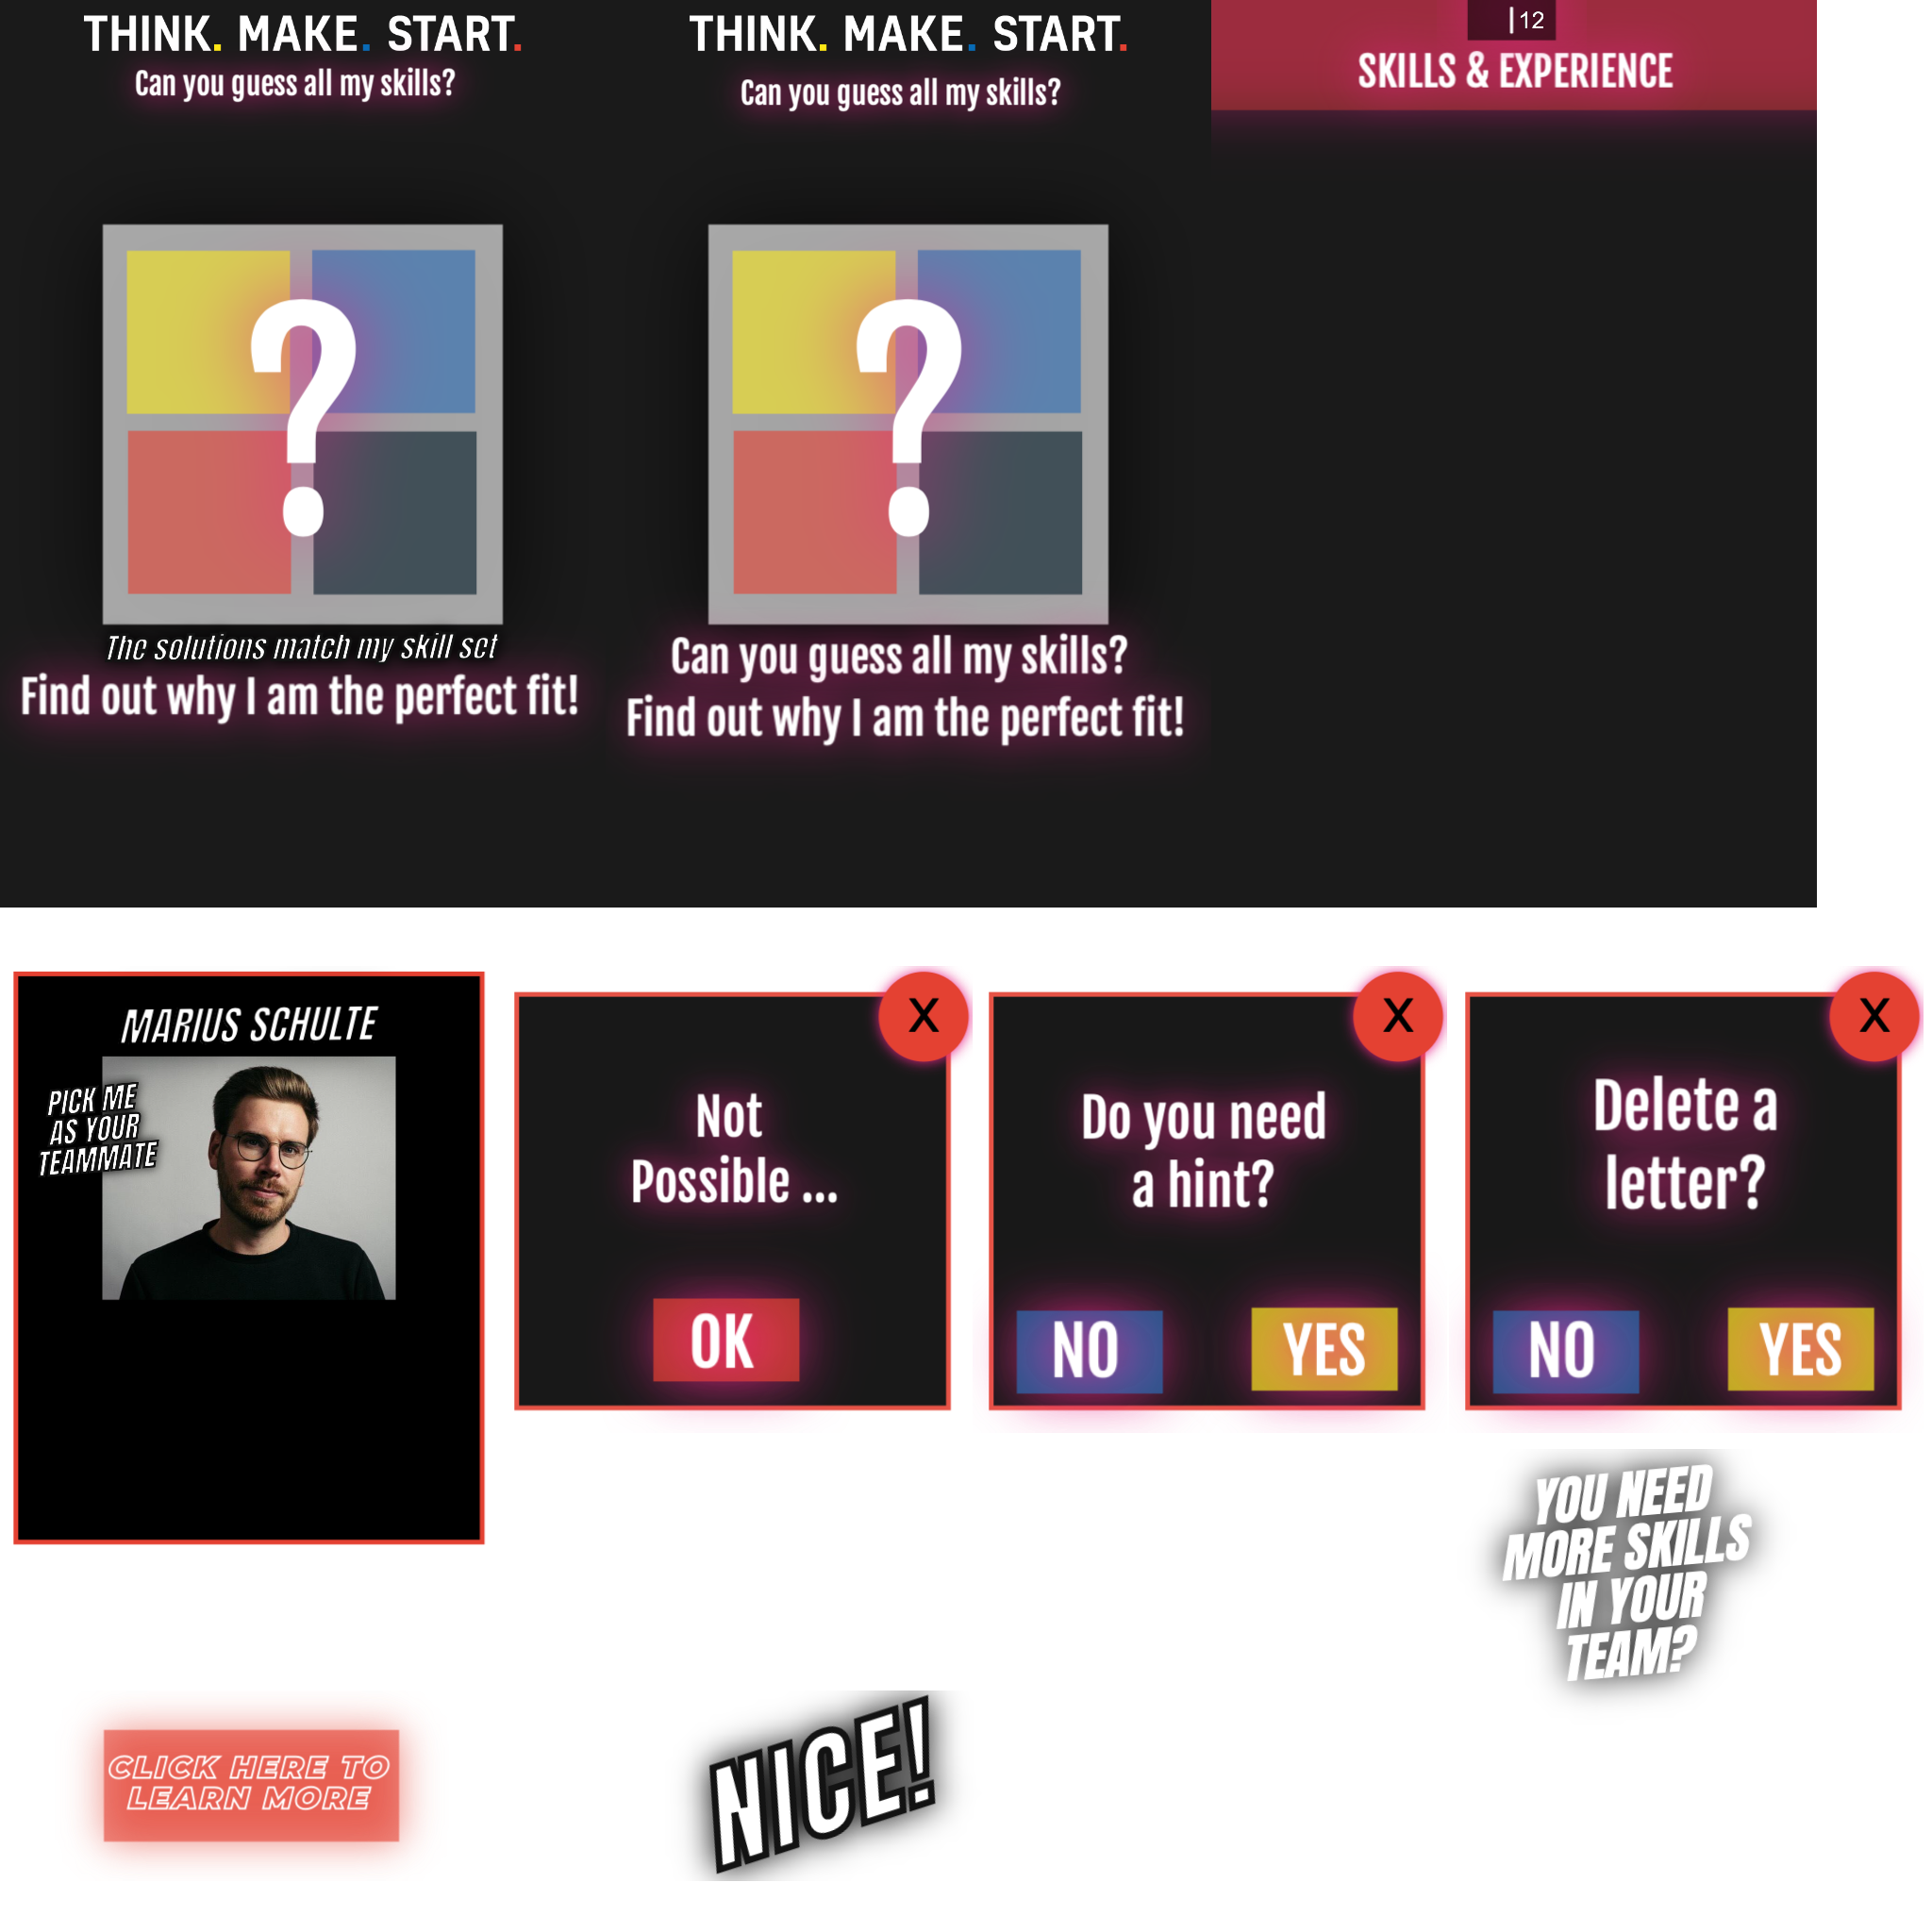 THINK. MAKE. START.
Can you guess all my skills?
The solutions match my skill set
Find out why I am the perfect fit!
THINK. MAKE. START.
Can you guess all my skills?
Can you guess all my skills?
Find out why I am the perfect fit!
|12
SKILLS & EXPERIENCE
?
?
MARIUS SCHULTE
PICK ME
AS YOUR
TEAMMATE
X
Not
Possible ...
OK
X
Do you need
a hint?
NO
YES
X
Delete a
letter?
NO
YES
YOU NEED
MORE SKILLS
IN YOUR
TEAM?
CLICK HERE TO
LEARN MORE
NICE!